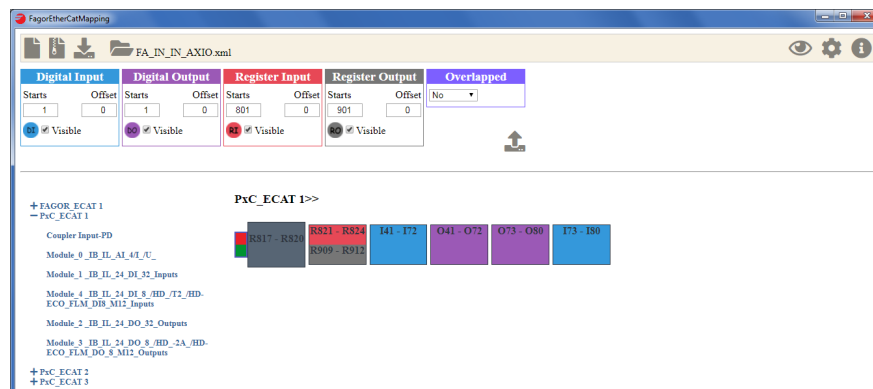 FagorEtherCatMapping
FA_IN_IN_AXIO.xml
Digital Input
Starts Offset
1 0
DI Visible
Digital Output
Starts Offset
1 0
DO Visible
Register Input
Starts Offset
801 0
RI Visible
Register Output
Starts Offset
901 0
RO Visible
Overlapped
No
FAGOR_ECAT 1
PxC_ECAT 1
Coupler Input-PD
Module_0 _IB_IL_AI_4/I_/U_
Module_1 _IB_IL_24_DI_32_Inputs
Module_4 _IB_IL_24_DI_8_/HD_/T2_/HD-
ECO_FLM_DI8_M12_Inputs
Module_2 _IB_IL_24_DO_32_Outputs
Module_3 _IB_IL_24_DO_8_/HD_-2A_/HD-
ECO_FLM_DO_8_M12_Outputs
PxC_ECAT 2
PxC_ECAT 3
PxC_ECAT 1>>
R817 - R820
R821 - R824
R909 - R912
I41 - I72
O41 - O72
O73 - O80
I73 - I80